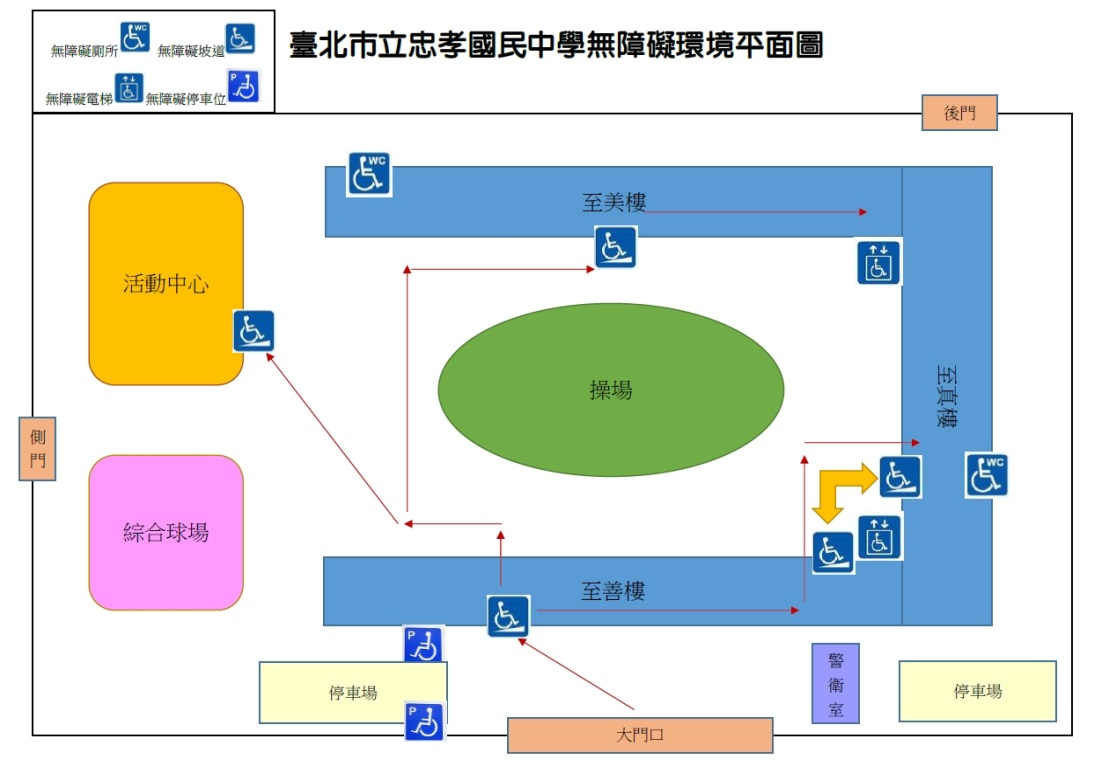 臺北市立忠孝國民中學無障礙環境平面圖
無障礙廁所 WC 無障礙坡道
無障礙電梯 無障礙停車位 P
後門
WC
至美樓
活動中心
操場
至真樓
側門
WC
綜合球場
至善樓
P
停車場
警衛室
停車場
P
大門口